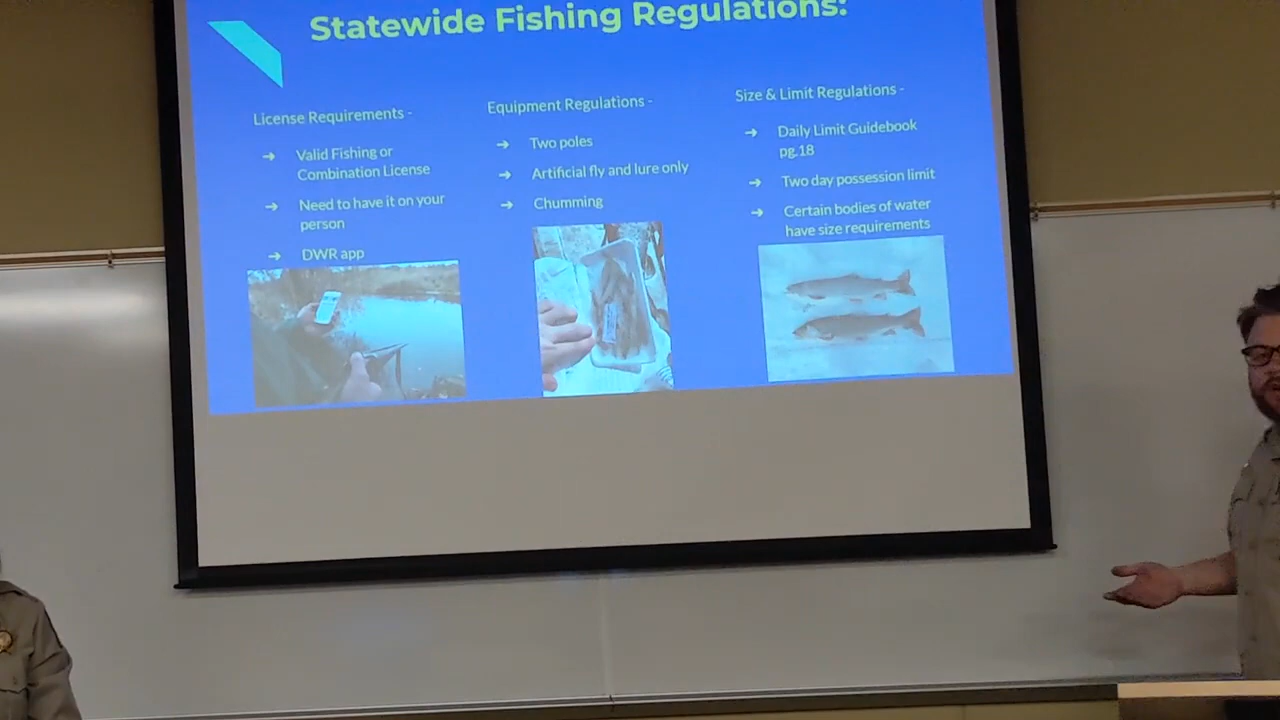 Statewide Fishing Regulations:
License Requirements -
➔ Valid Fishing or
Combination License
➔ Need to have it on your
person
➔ DWR app
Equipment Regulations -
➔ Two poles
➔ Artificial fly and lure only
➔ Chumming
Size & Limit Regulations -
➔ Daily Limit Guidebook
pg.18
➔ Two day possession limit
➔ Certain bodies of water
have size requirements